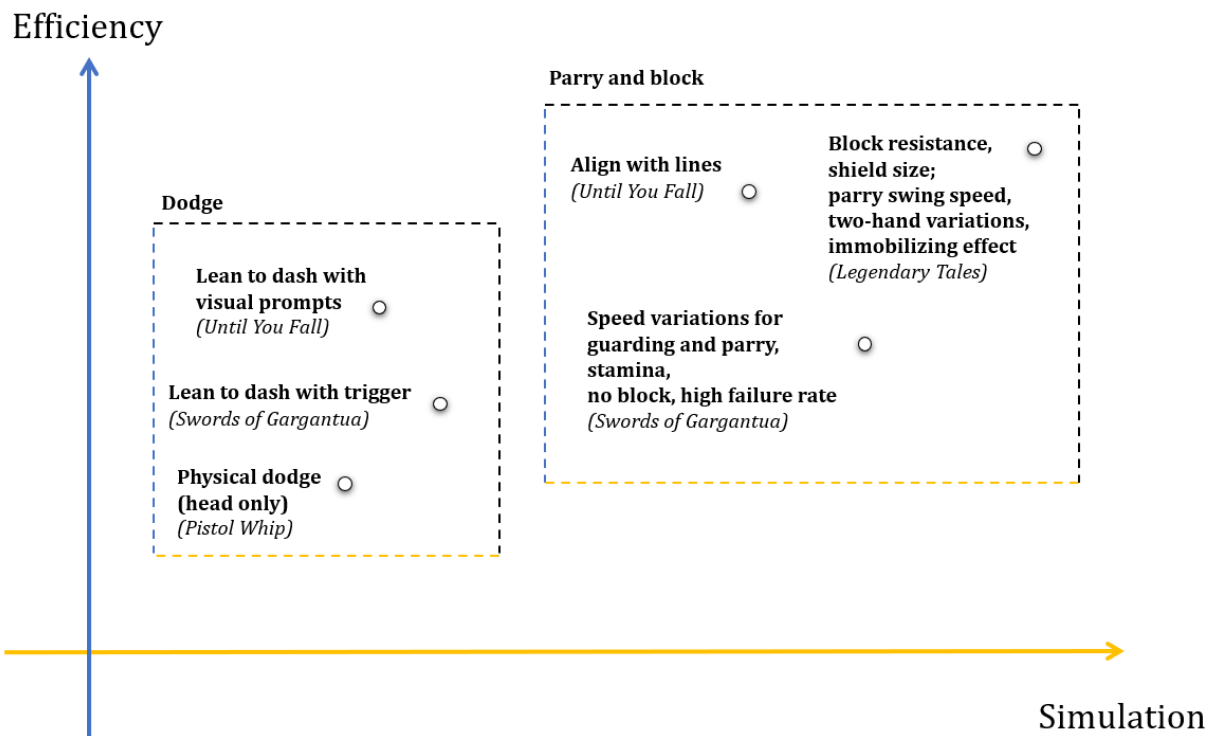 Efficiency
Parry and block
Align with lines
(Until You Fall)
Block resistance,
shield size;
parry swing speed,
two-hand variations,
immobilizing effect
(Legendary Tales)
Dodge
Lean to dash with
visual prompts
(Until You Fall)
Speed variations for
guarding and parry,
stamina,
no block, high failure rate
(Swords of Gargantua)
Lean to dash with trigger
(Swords of Gargantua)
Physical dodge
(head only)
(Pistol Whip)
Simulation